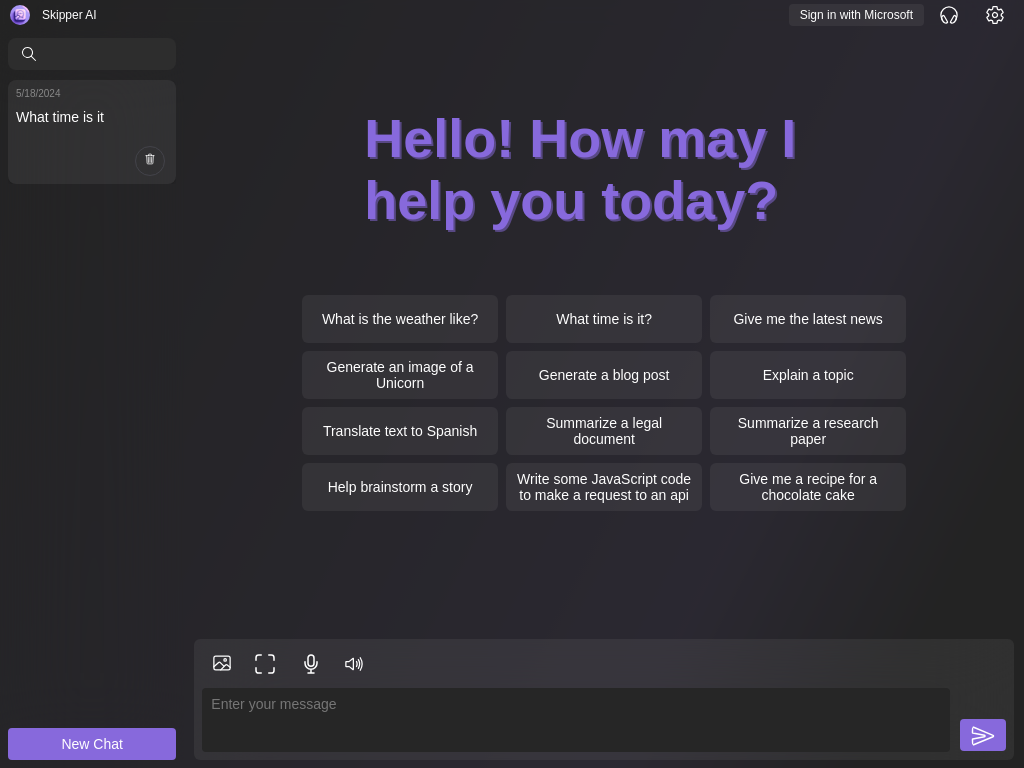 Skipper AI
Sign in with Microsoft
5/18/2024
What time is it
Hello! How may I
help you today?
What is the weather like?
What time is it?
Give me the latest news
Generate an image of a
Unicorn
Generate a blog post
Explain a topic
Translate text to Spanish
Summarize a legal
document
Summarize a research
paper
Help brainstorm a story
Write some JavaScript code
to make a request to an api
Give me a recipe for a
chocolate cake
Enter your message
New Chat